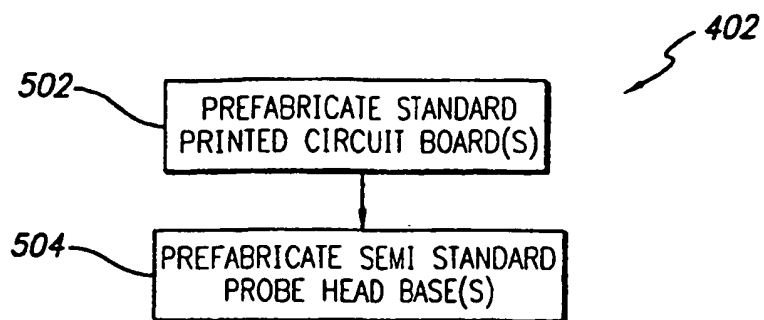 402
502
PREFABRICATE STANDARD
PRINTED CIRCUIT BOARD(S)
504
PREFABRICATE SEMI STANDARD
PROBE HEAD BASE(S)